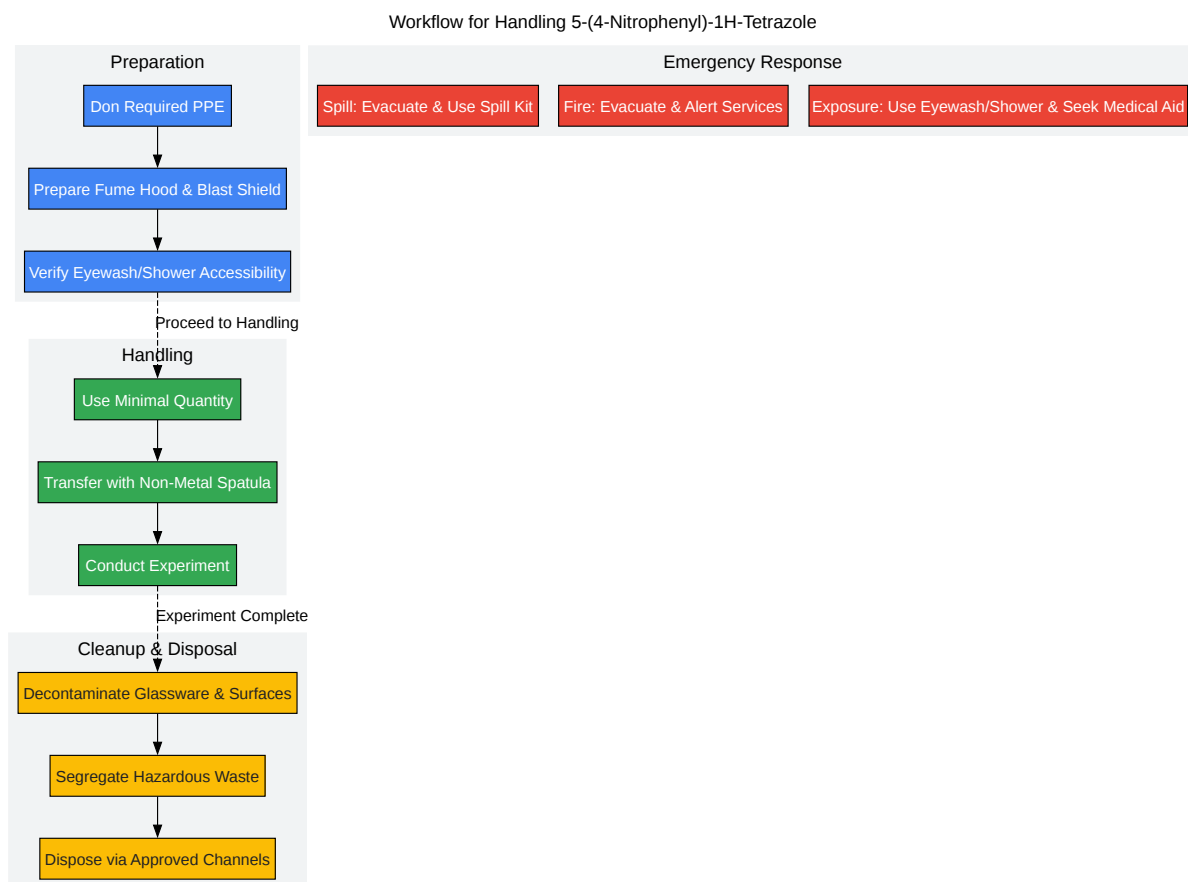 Workflow for Handling 5-(4-Nitrophenyl)-1H-Tetrazole
Preparation
Don Required PPE
Prepare Fume Hood & Blast Shield
Verify Eyewash/Shower Accessibility
Proceed to Handling
Handling
Use Minimal Quantity
Transfer with Non-Metal Spatula
Conduct Experiment
Experiment Complete
Cleanup & Disposal
Decontaminate Glassware & Surfaces
Segregate Hazardous Waste
Dispose via Approved Channels
Emergency Response
Spill: Evacuate & Use Spill Kit
Fire: Evacuate & Alert Services
Exposure: Use Eyewash/Shower & Seek Medical Aid